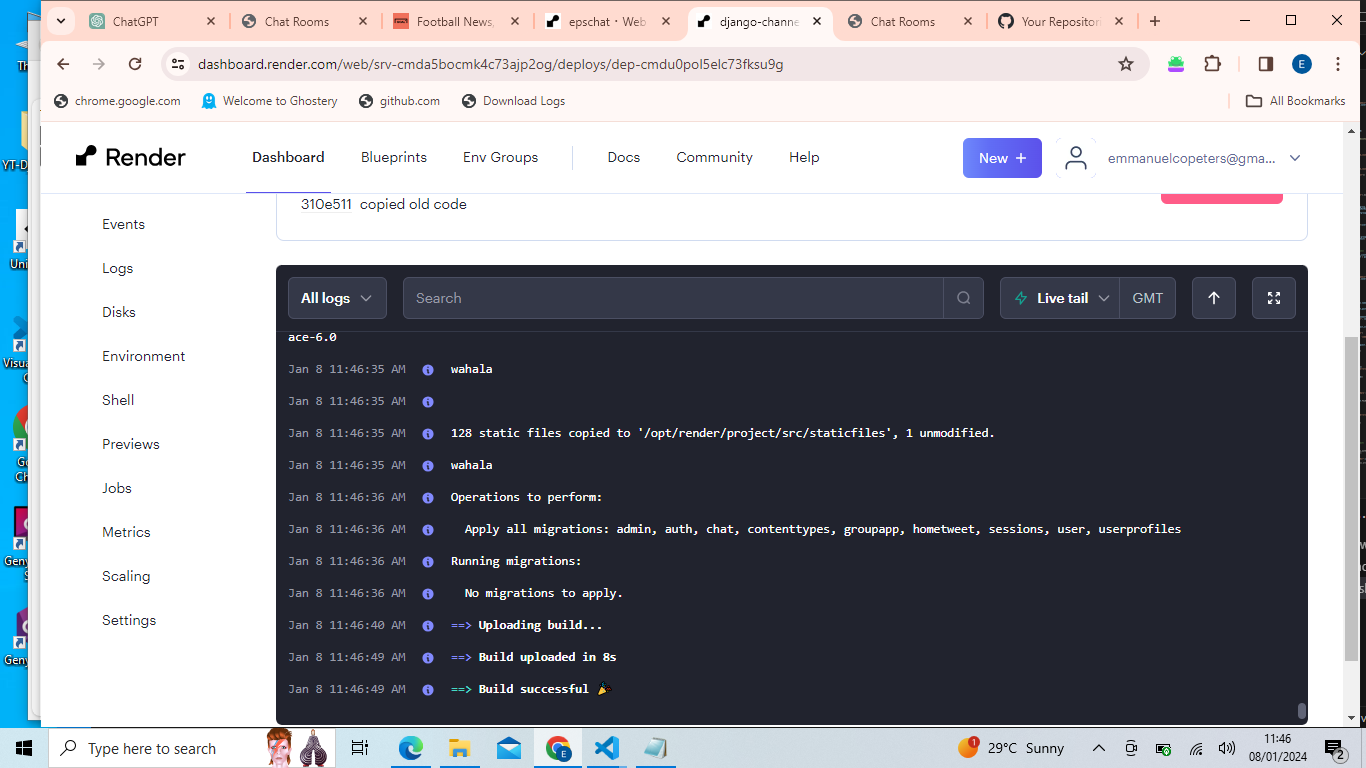 ChatGPT
Chat Rooms
Football News,
epschat · Web
django-channe
Chat Rooms
Your Repositor
dashboard.render.com/web/srv-cmda5bocmk4c73ajp2og/deploys/dep-cmdu0pol5elc73fksu9g
E
chrome.google.com
Welcome to Ghostery
github.com
Download Logs
All Bookmarks
Render
Dashboard
Blueprints
Env Groups
Docs
Community
Help
New +
emmanuelcopeters@gma...
Events
Logs
Disks
Environment
Shell
Previews
Jobs
Metrics
Scaling
Settings
310e511 copied old code
All logs
Search
Live tail
GMT
ace-6.0
Jan 8 11:46:35 AM wahala
Jan 8 11:46:35 AM
Jan 8 11:46:35 AM 128 static files copied to '/opt/render/project/src/staticfiles', 1 unmodified.
Jan 8 11:46:35 AM wahala
Jan 8 11:46:36 AM Operations to perform:
Jan 8 11:46:36 AM Apply all migrations: admin, auth, chat, contenttypes, groupapp, hometweet, sessions, user, userprofiles
Jan 8 11:46:36 AM Running migrations:
Jan 8 11:46:36 AM No migrations to apply.
Jan 8 11:46:40 AM ==> Uploading build...
Jan 8 11:46:49 AM ==> Build uploaded in 8s
Jan 8 11:46:49 AM ==> Build successful 🎉
Type here to search
29°C Sunny
11:46
08/01/2024
2